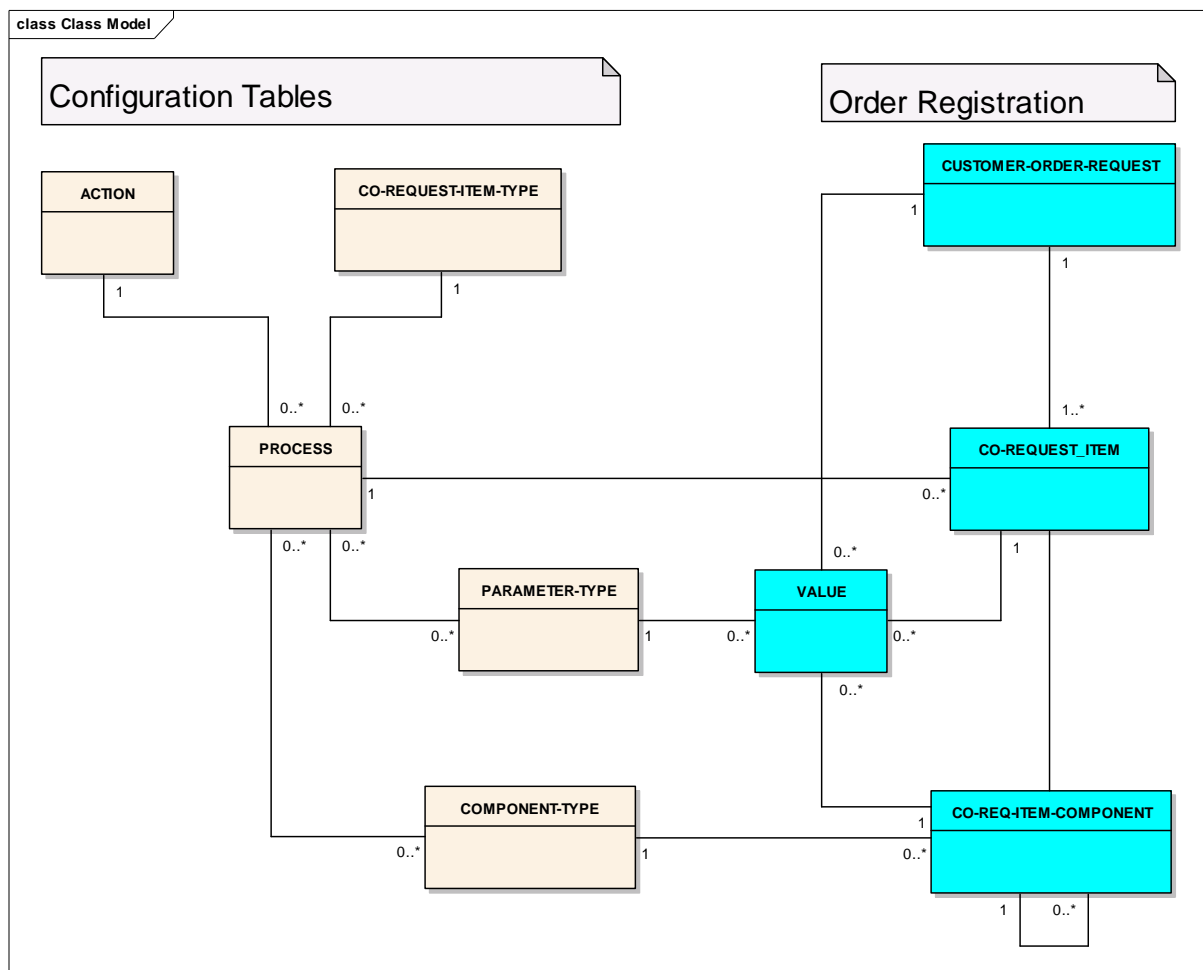 class Class Model
Configuration Tables
Order Registration
CUSTOMER-ORDER-REQUEST
ACTION
CO-REQUEST-ITEM-TYPE
1
1
1
1
0..*
0..*
1..*
PROCESS
CO-REQUEST_ITEM
1
0..*
0..*
0..*
0..*
1
PARAMETER-TYPE
VALUE
0..*
1
0..*
0..*
0..*
COMPONENT-TYPE
CO-REQ-ITEM-COMPONENT
1
0..*
1
0..*
1
0..*